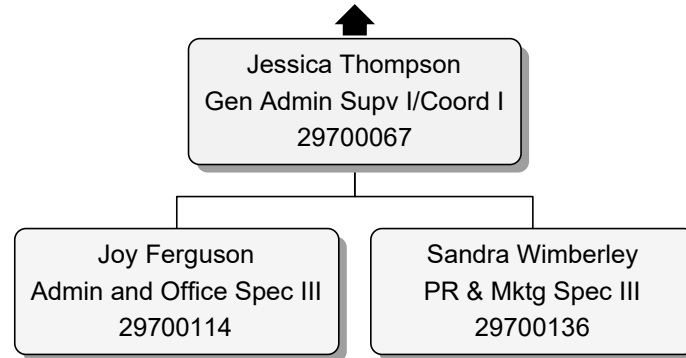 Jessica Thompson
Gen Admin Supv I/Coord I
29700067
Joy Ferguson
Admin and Office Spec III
29700114
Sandra Wimberley
PR & Mktg Spec III
29700136